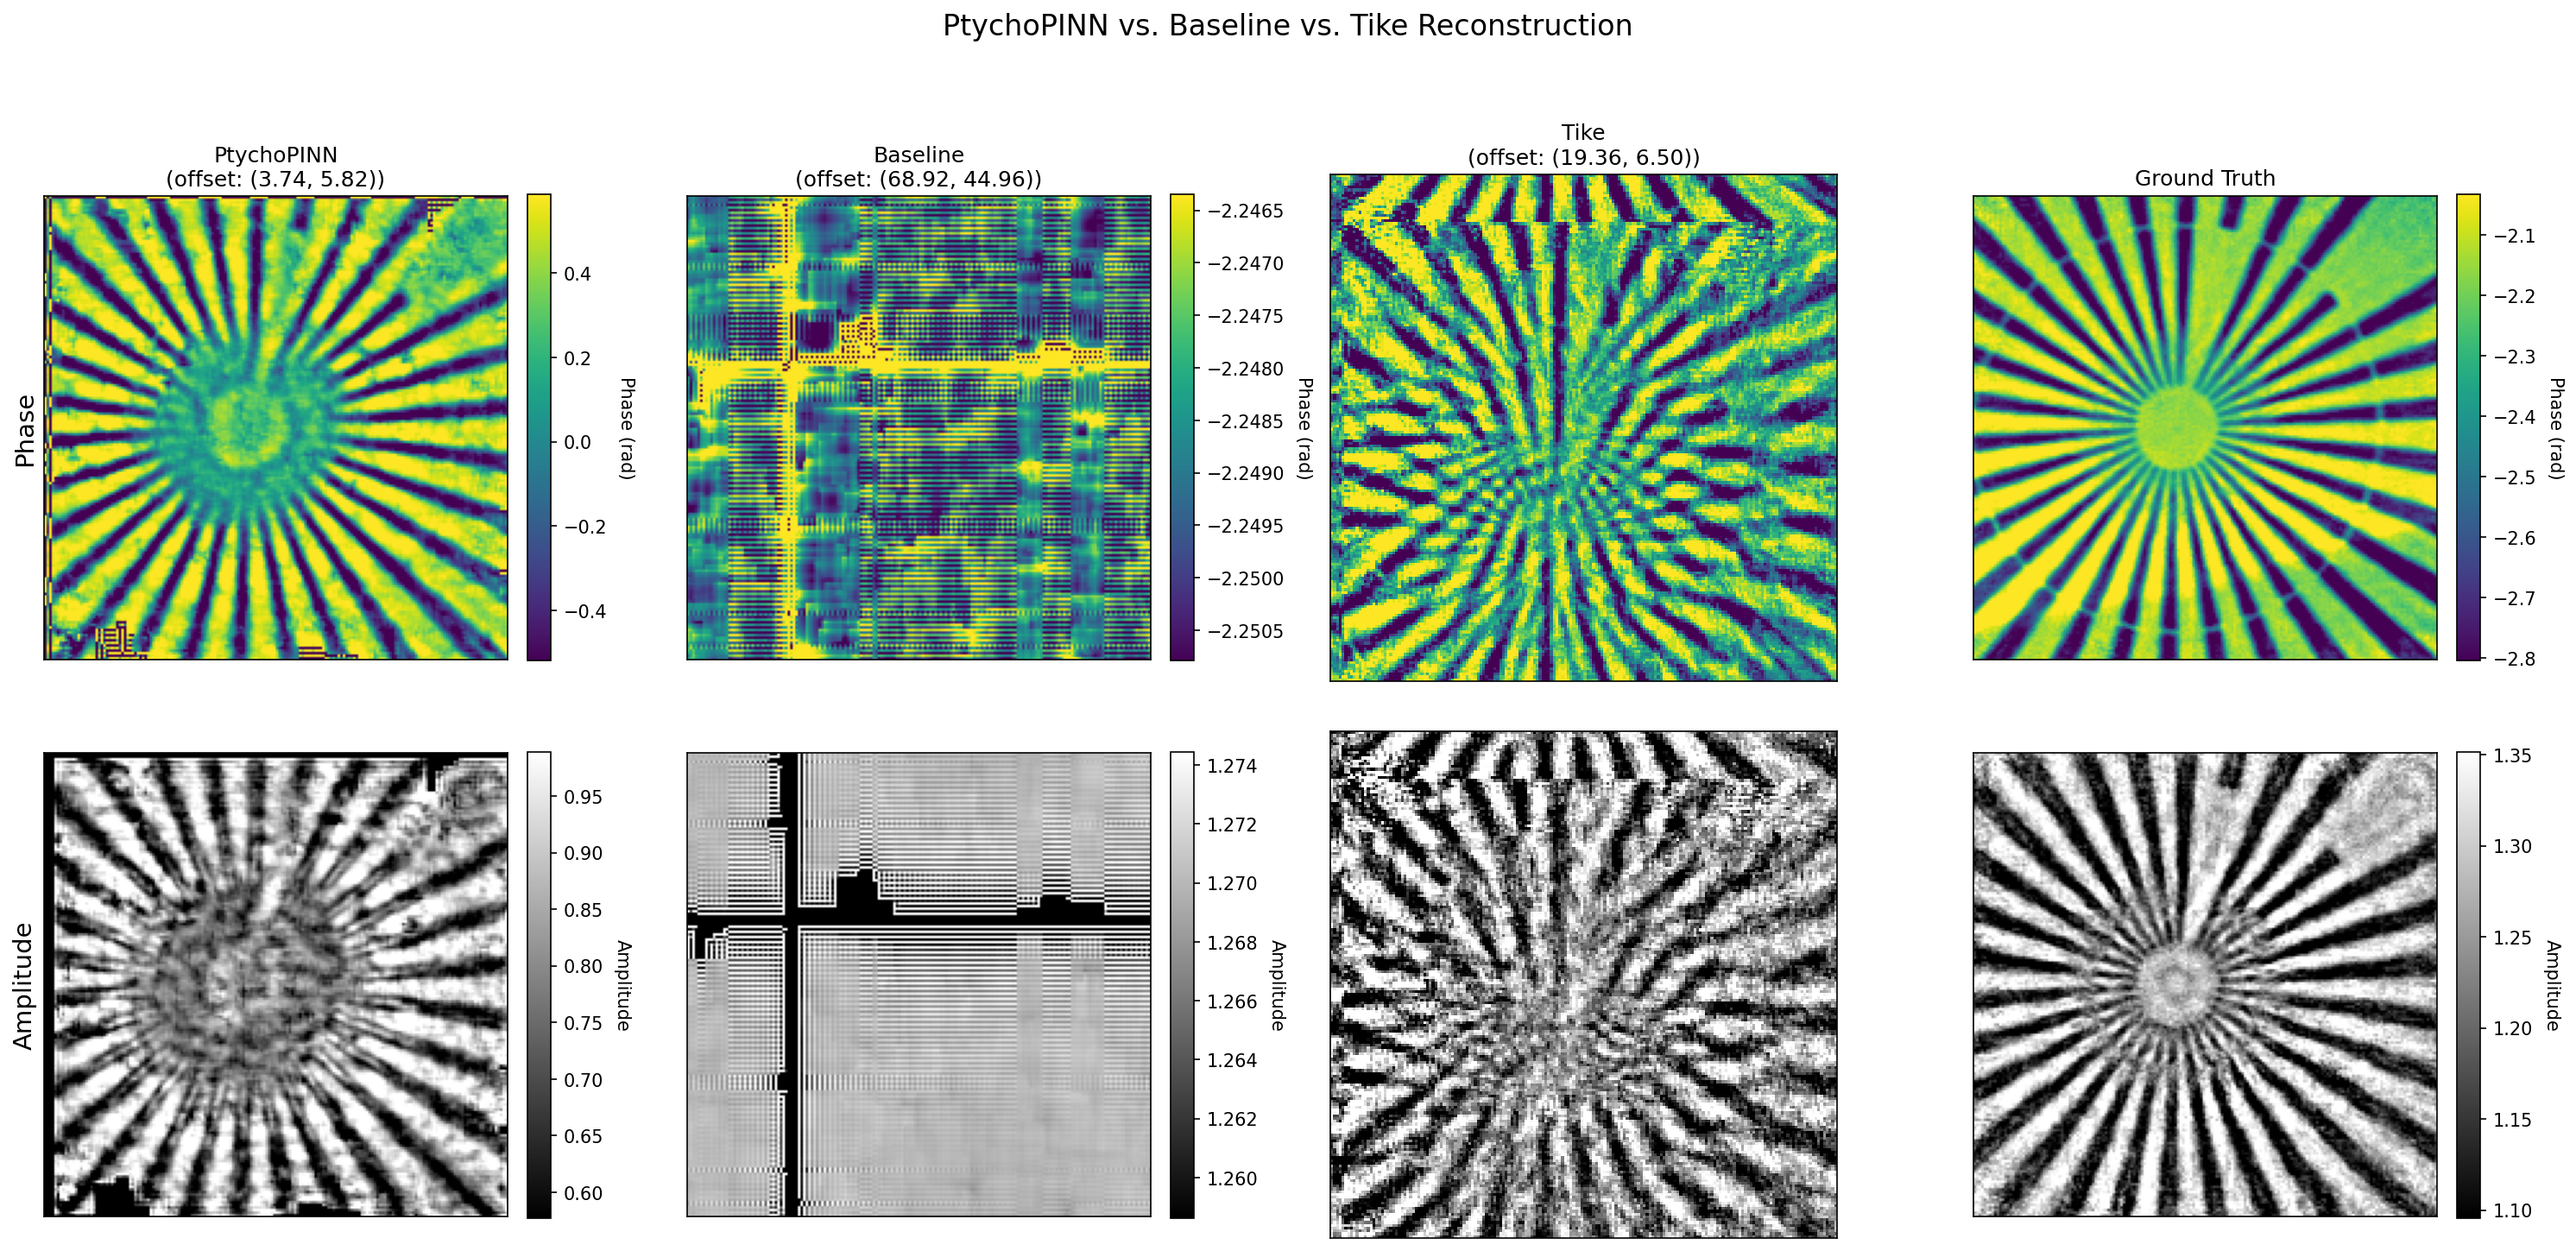 PtychoPINN vs. Baseline vs. Tike Reconstruction
PtychoPINN
(offset: (3.74, 5.82))
Baseline
(offset: (68.92, 44.96))
Tike
(offset: (19.36, 6.50))
Ground Truth
Phase
0.4
0.2
0.0
−0.2
−0.4
Phase (rad)
−2.2465
−2.2470
−2.2475
−2.2480
−2.2485
−2.2490
−2.2495
−2.2500
−2.2505
Phase (rad)
−2.1
−2.2
−2.3
−2.4
−2.5
−2.6
−2.7
−2.8
Phase (rad)
Amplitude
0.95
0.90
0.85
0.80
0.75
0.70
0.65
0.60
Amplitude
1.274
1.272
1.270
1.268
1.266
1.264
1.262
1.260
Amplitude
1.35
1.30
1.25
1.20
1.15
1.10
Amplitude